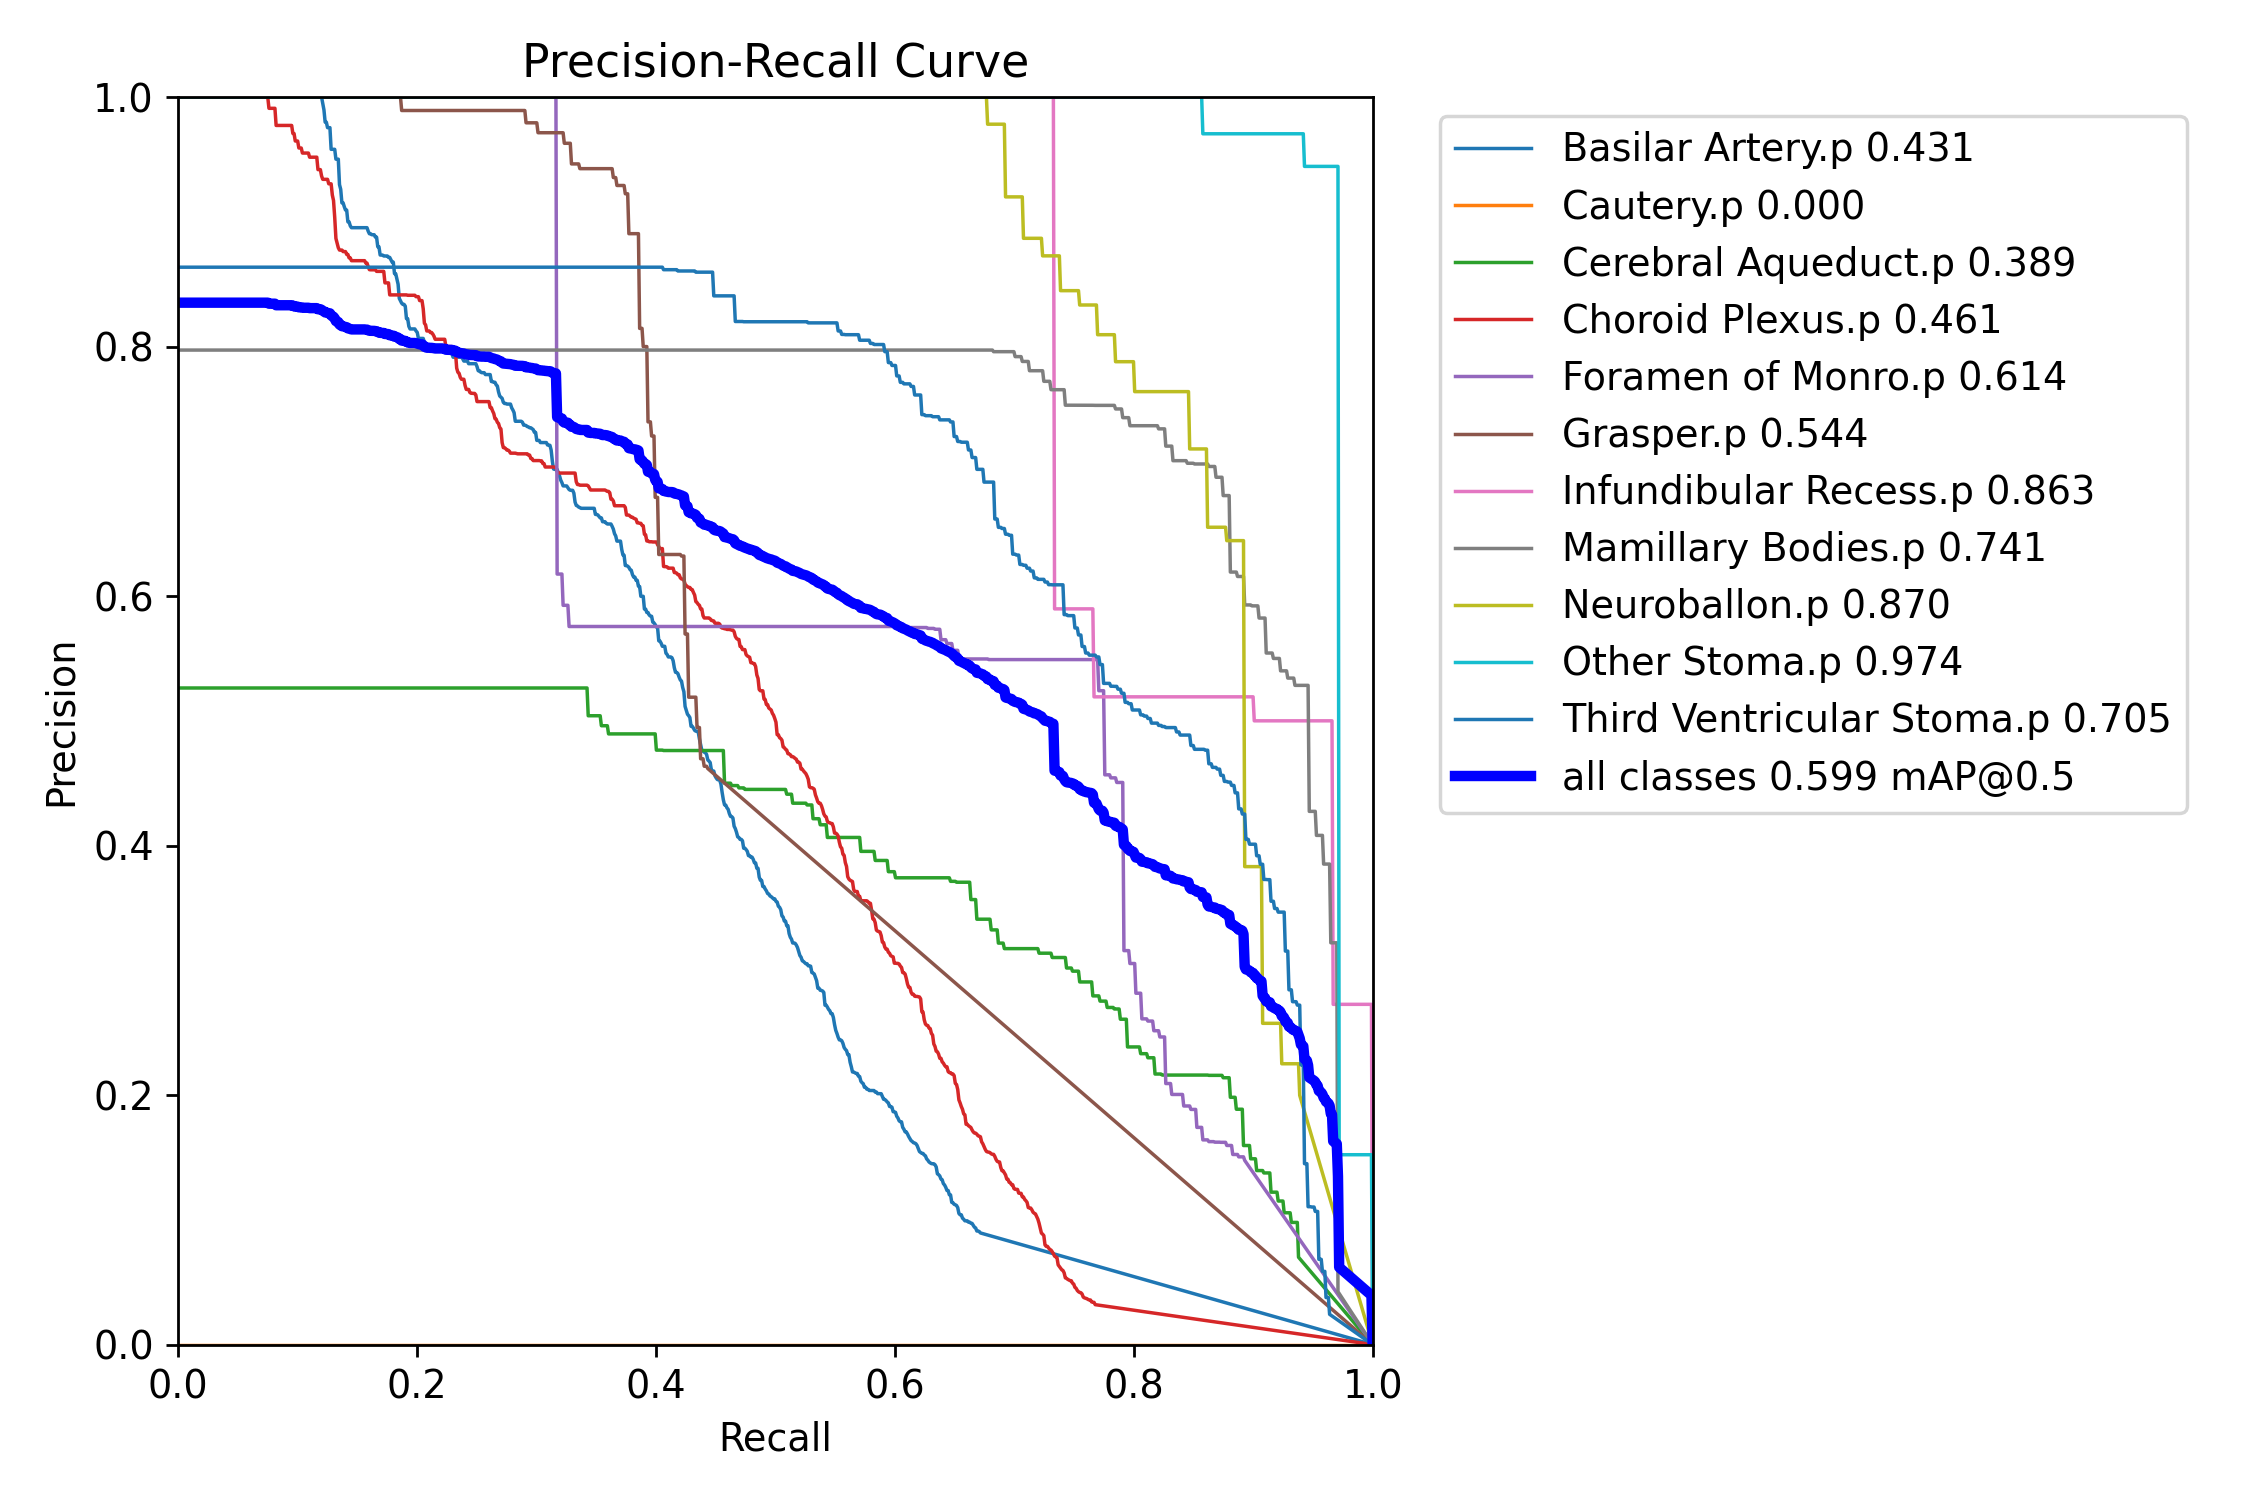 Precision-Recall Curve
1.0
0.8
0.6
0.4
0.2
0.0
Precision
0.0 0.2 0.4 0.6 0.8 1.0
Recall
Basilar Artery.p 0.431
Cautery.p 0.000
Cerebral Aqueduct.p 0.389
Choroid Plexus.p 0.461
Foramen of Monro.p 0.614
Grasper.p 0.544
Infundibular Recess.p 0.863
Mamillary Bodies.p 0.741
Neuroballon.p 0.870
Other Stoma.p 0.974
Third Ventricular Stoma.p 0.705
all classes 0.599 mAP@0.5